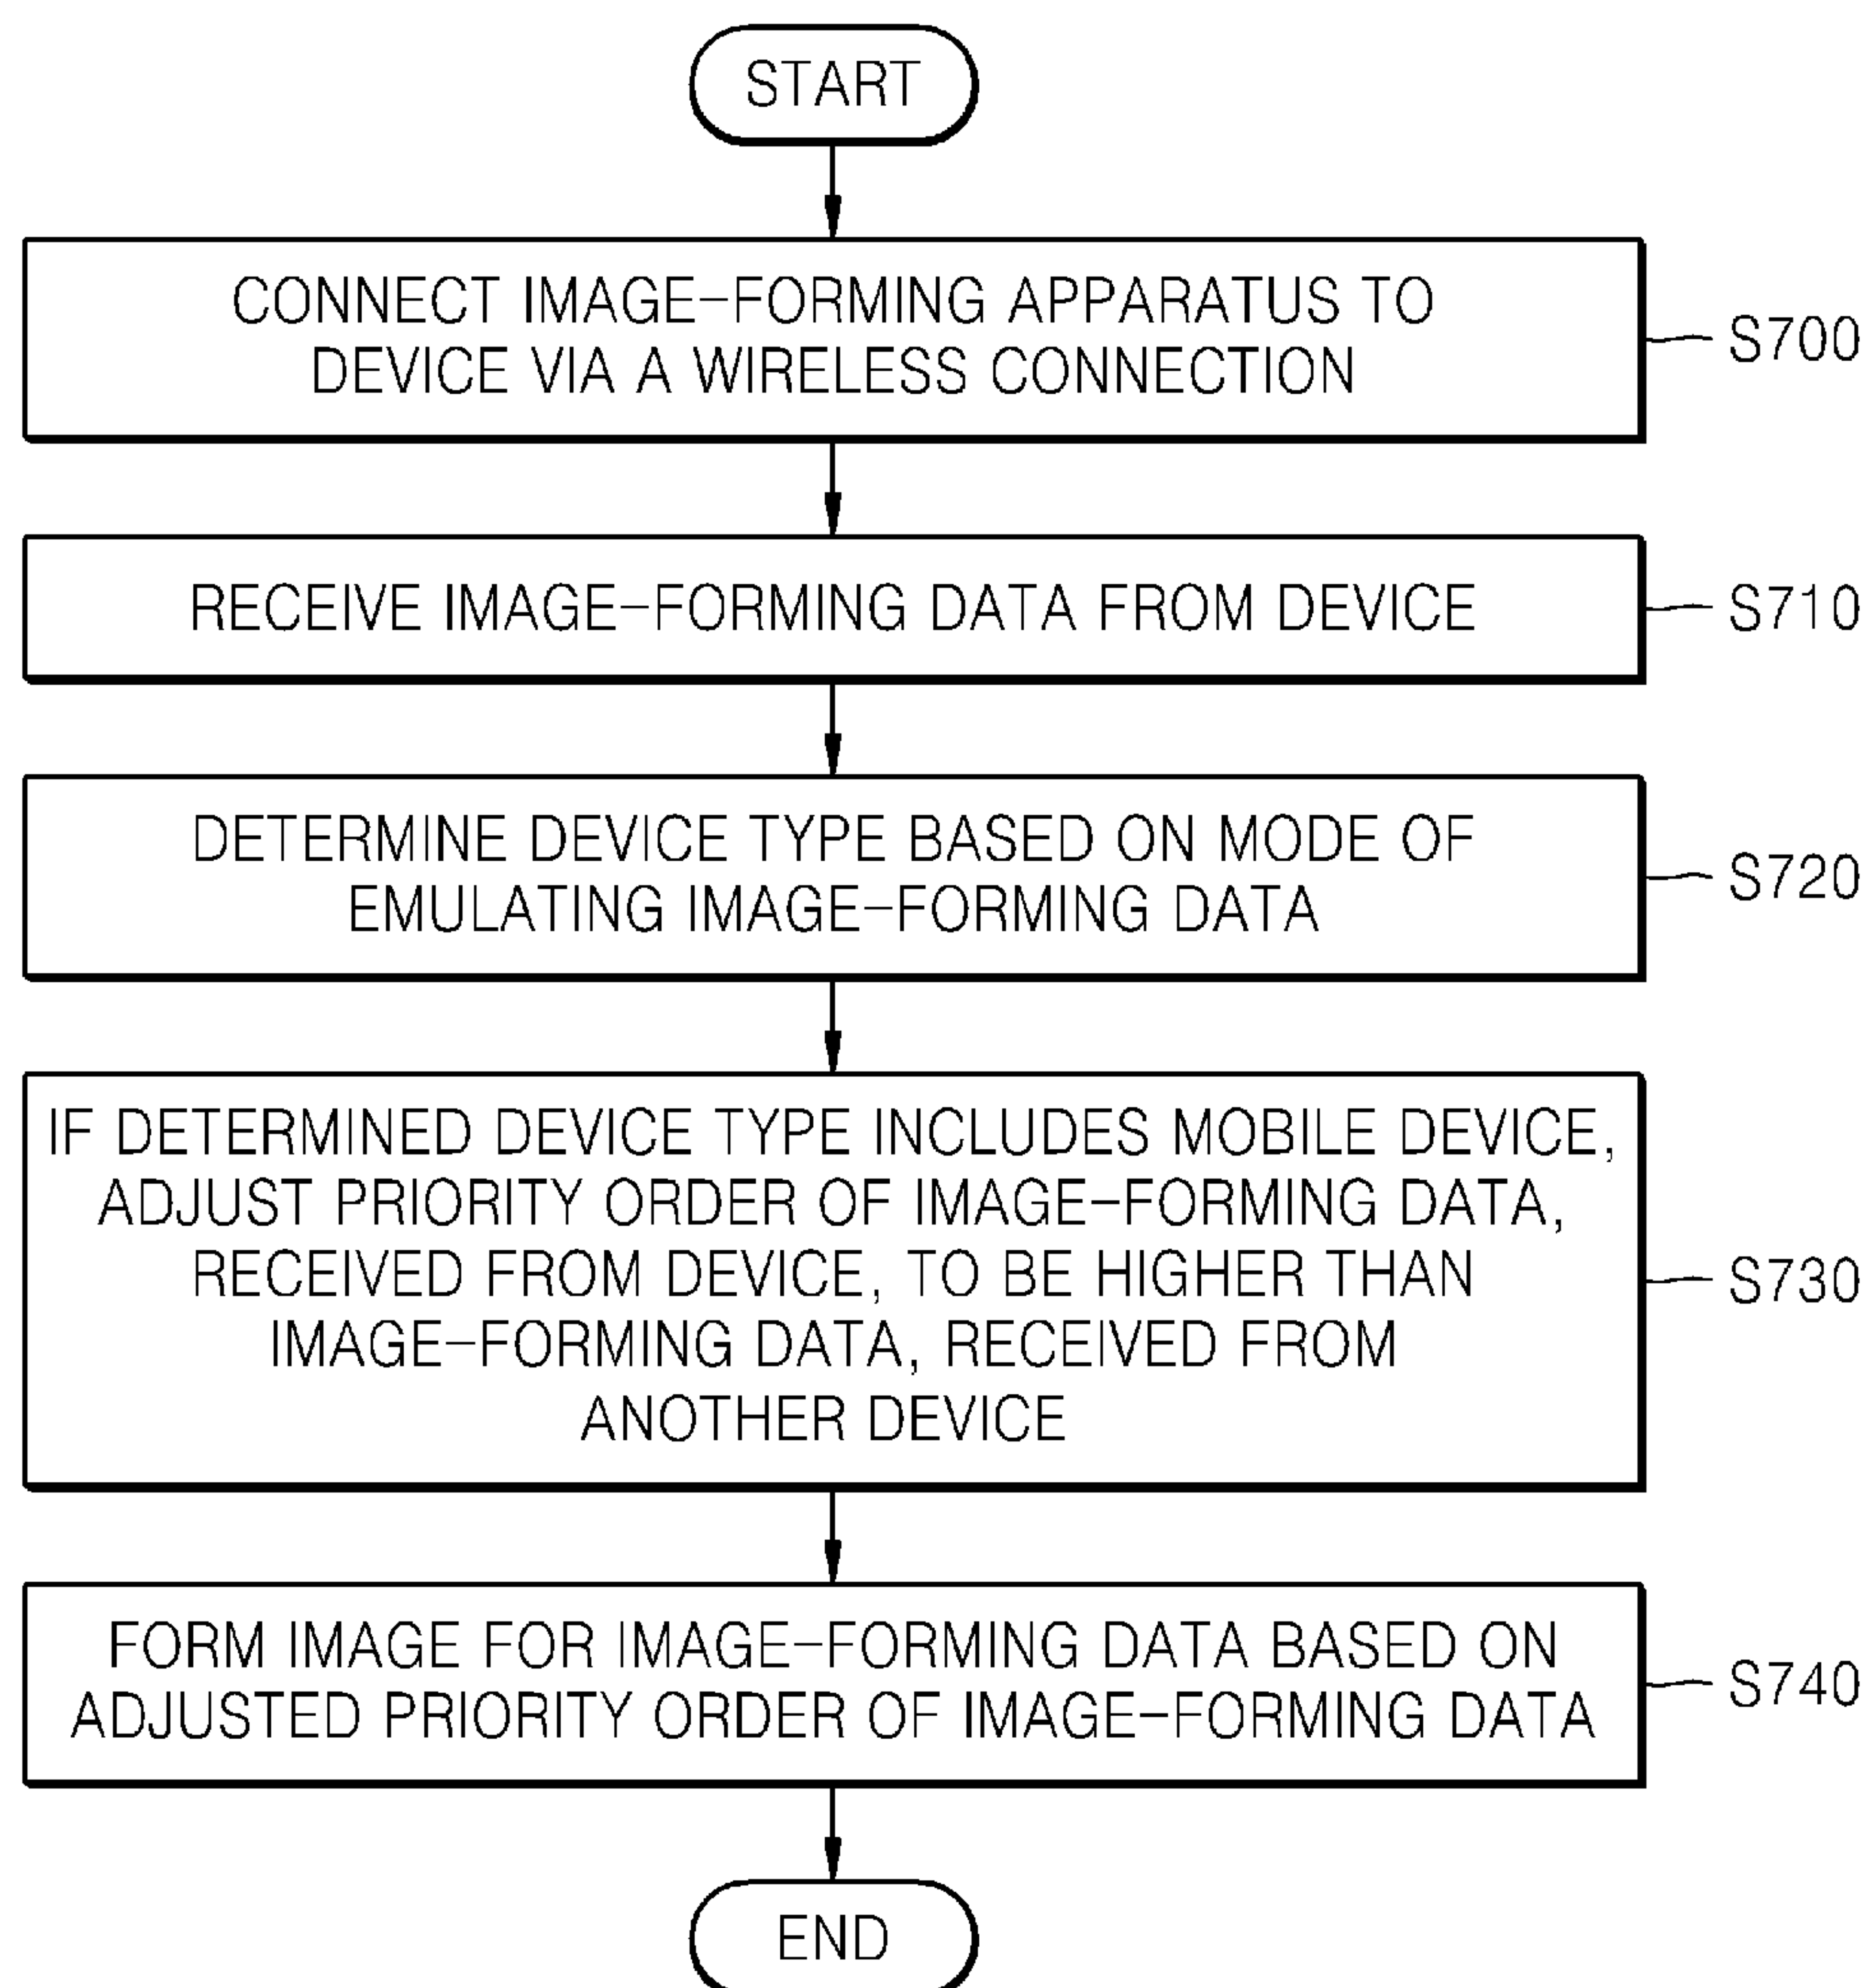 START
CONNECT IMAGE-FORMING APPARATUS TO
DEVICE VIA A WIRELESS CONNECTION
S700
RECEIVE IMAGE-FORMING DATA FROM DEVICE
S710
DETERMINE DEVICE TYPE BASED ON MODE OF
EMULATING IMAGE-FORMING DATA
S720
IF DETERMINED DEVICE TYPE INCLUDES MOBILE DEVICE,
ADJUST PRIORITY ORDER OF IMAGE-FORMING DATA,
RECEIVED FROM DEVICE, TO BE HIGHER THAN
IMAGE-FORMING DATA, RECEIVED FROM
ANOTHER DEVICE
S730
FORM IMAGE FOR IMAGE-FORMING DATA BASED ON
ADJUSTED PRIORITY ORDER OF IMAGE-FORMING DATA
S740
END